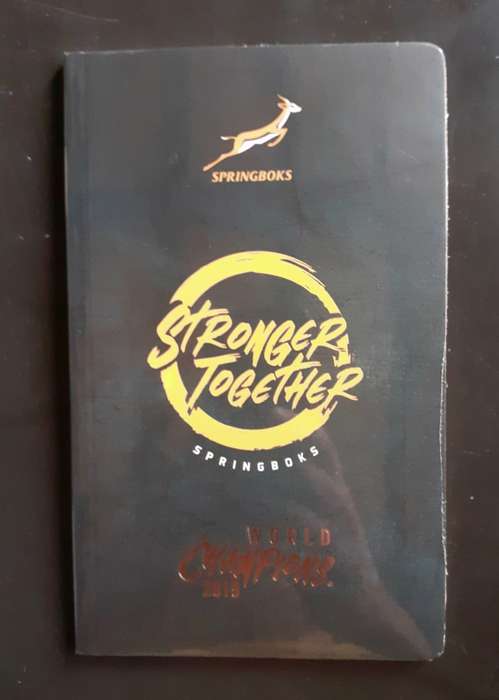 SPRINGBOKS
STRONGER
TOGETHER
SPRINGBOKS
WORLD
CHAMPIONS
2019